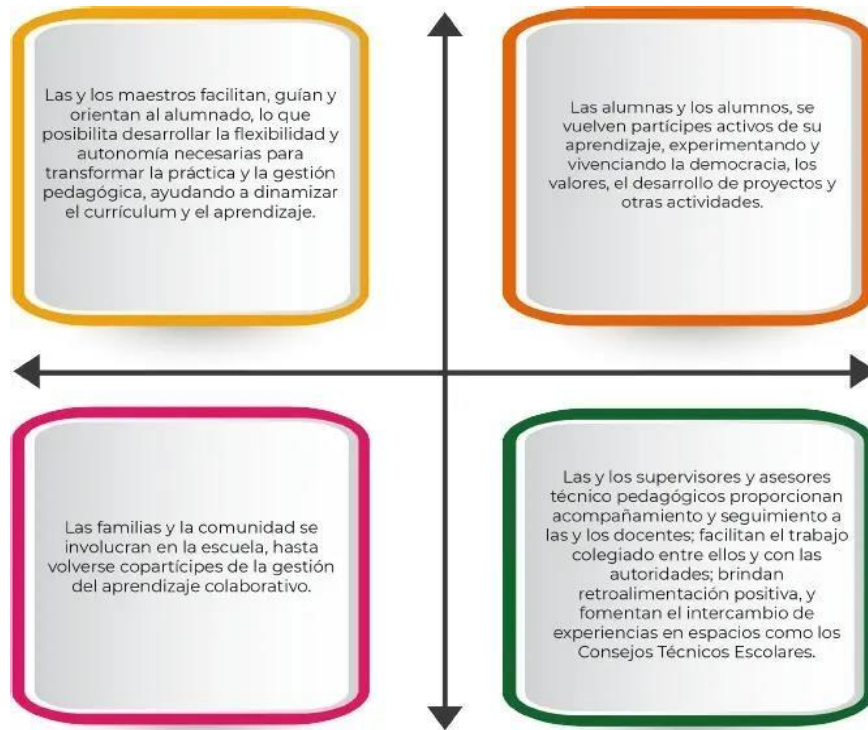 Las y los maestros facilitan, guían y
orientan al alumnado, lo que
posibilita desarrollar la flexibilidad y
autonomía necesarias para
transformar la práctica y la gestión
pedagógica, ayudando a dinamizar
el currículum y el aprendizaje.
Las alumnas y los alumnos, se
vuelven partícipes activos de su
aprendizaje, experimentando y
vivenciando la democracia, los
valores, el desarrollo de proyectos y
otras actividades.
Las familias y la comunidad se
involucran en la escuela, hasta
volverse copartícipes de la gestión
del aprendizaje colaborativo.
Las y los supervisores y asesores
técnico pedagógicos proporcionan
acompañamiento y seguimiento a
las y los docentes; facilitan el trabajo
colegiado entre ellos y con las
autoridades; brindan
retroalimentación positiva, y
fomentan el intercambio de
experiencias en espacios como los
Consejos Técnicos Escolares.